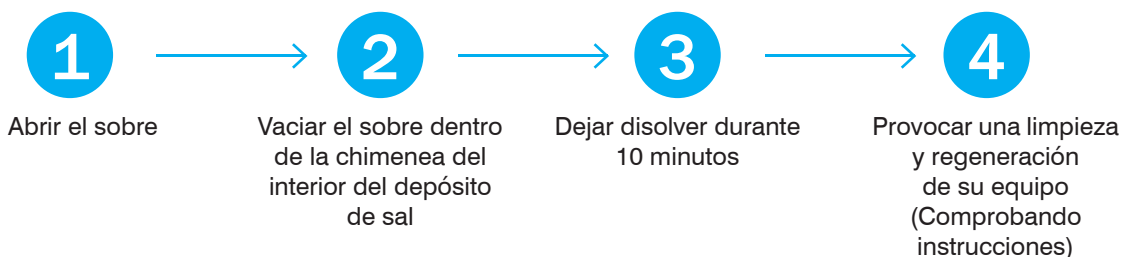 1
Abrir el sobre
2
Vaciar el sobre dentro
de la chimenea del
interior del depósito
de sal
3
Dejar disolver durante
10 minutos
4
Provocar una limpieza
y regeneración
de su equipo
(Comprobando
instrucciones)